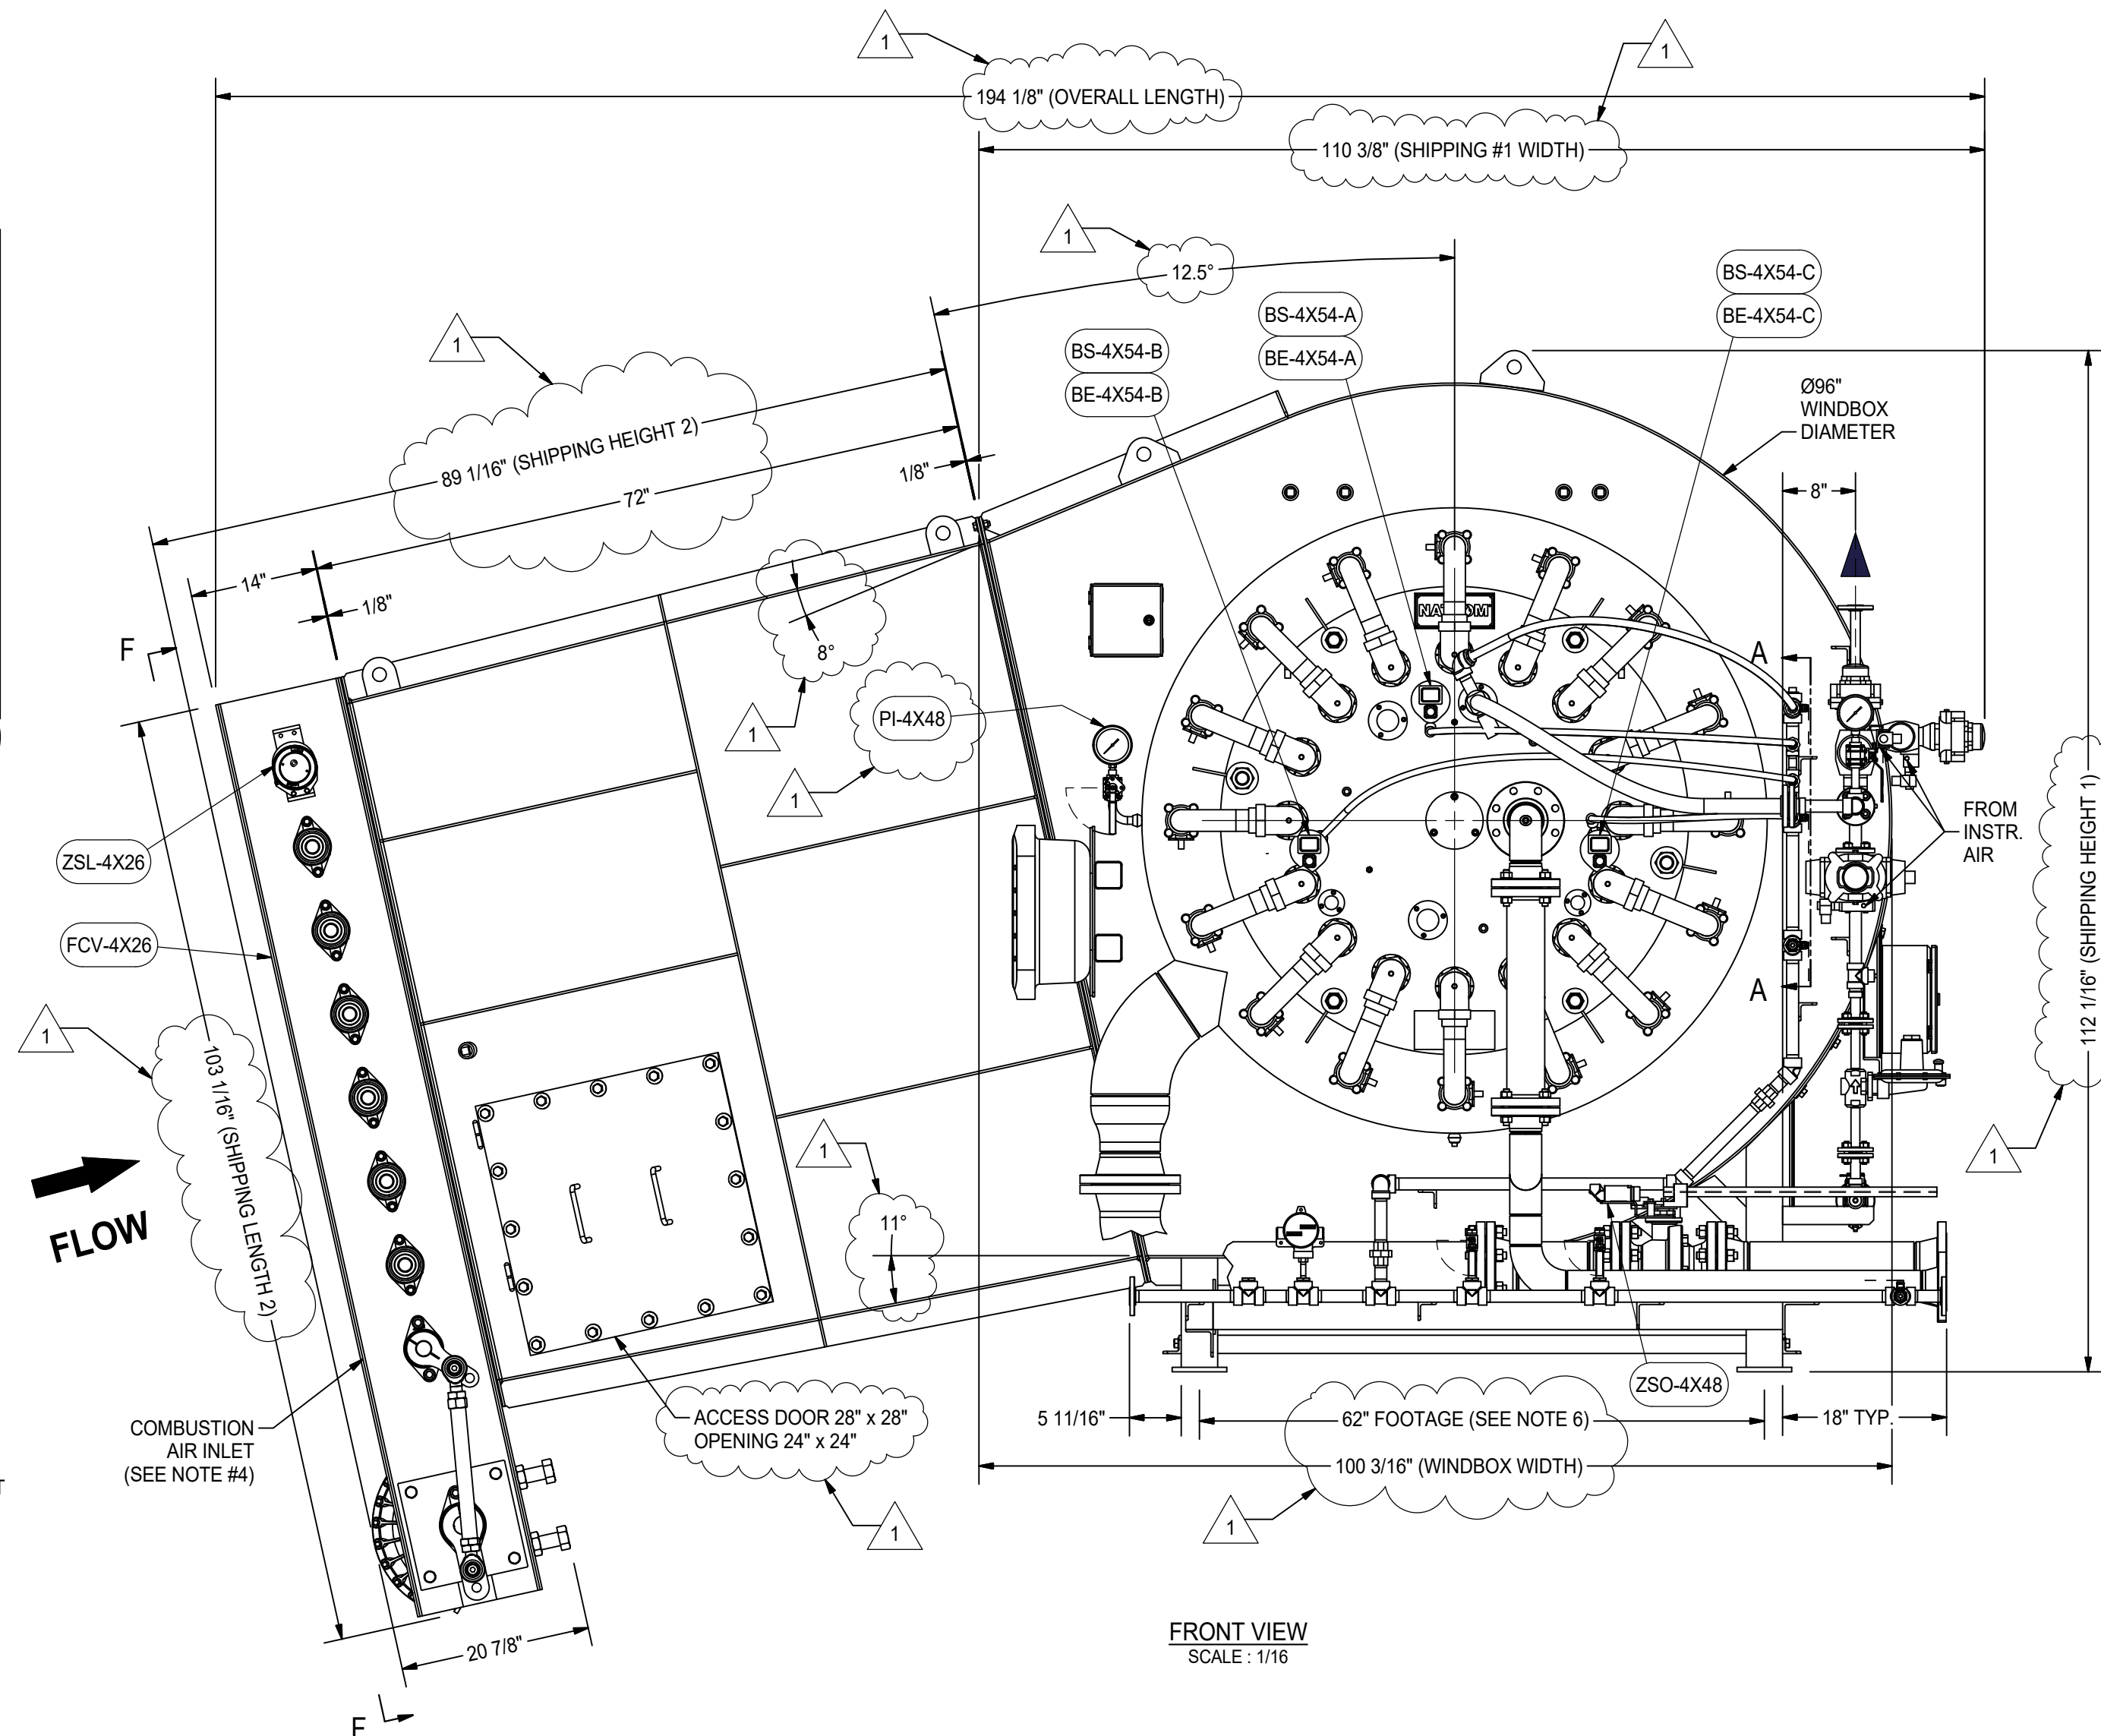 1
1
194 1/8" (OVERALL LENGTH)
110 3/8" (SHIPPING #1 WIDTH)
1
12.5°
BS-4X54-C
BE-4X54-C
BS-4X54-A
BE-4X54-A
BS-4X54-B
BE-4X54-B
1
Ø96"
WINDBOX
DIAMETER
89 1/16" (SHIPPING HEIGHT 2)
72"
1/8"
8"
14"
1/8"
F
8°
1
PI-4X48
1
A
FROM
INSTR.
AIR
ZSL-4X26
FCV-4X26
A
112 1/16" (SHIPPING HEIGHT 1)
1
1
103 1/16" (SHIPPING LENGTH 2)
FLOW
1
11°
ZSO-4X48
COMBUSTION
AIR INLET
(SEE NOTE #4)
ACCESS DOOR 28" x 28"
OPENING 24" x 24"
1
5 11/16"
62" FOOTAGE (SEE NOTE 6)
18" TYP.
100 3/16" (WINDBOX WIDTH)
1
20 7/8"
FRONT VIEW
SCALE : 1/16